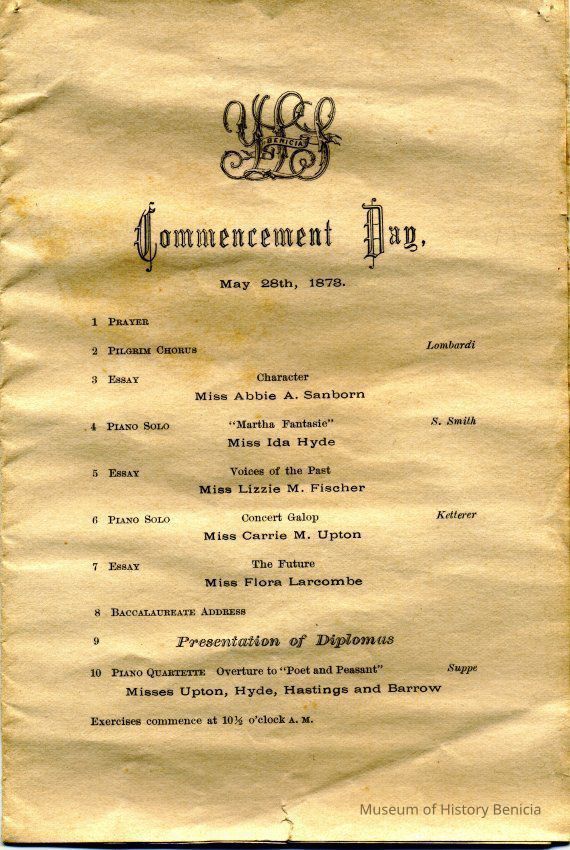 YLS
BENICIA
Commencement Day,
May 28th, 1873.
1 Prayer
2 Pilgrim Chorus Lombardi
3 Essay Character
Miss Abbie A. Sanborn
4 Piano Solo "Martha Fantasie" S. Smith
Miss Ida Hyde
5 Essay Voices of the Past
Miss Lizzie M. Fischer
6 Piano Solo Concert Galop Ketterer
Miss Carrie M. Upton
7 Essay The Future
Miss Flora Larcombe
8 Baccalaureate Address
9 Presentation of Diplomas
10 Piano Quartette Overture to "Poet and Peasant" Suppe
Misses Upton, Hyde, Hastings and Barrow
Exercises commence at 10½ o'clock A. M.
Museum of History Benicia